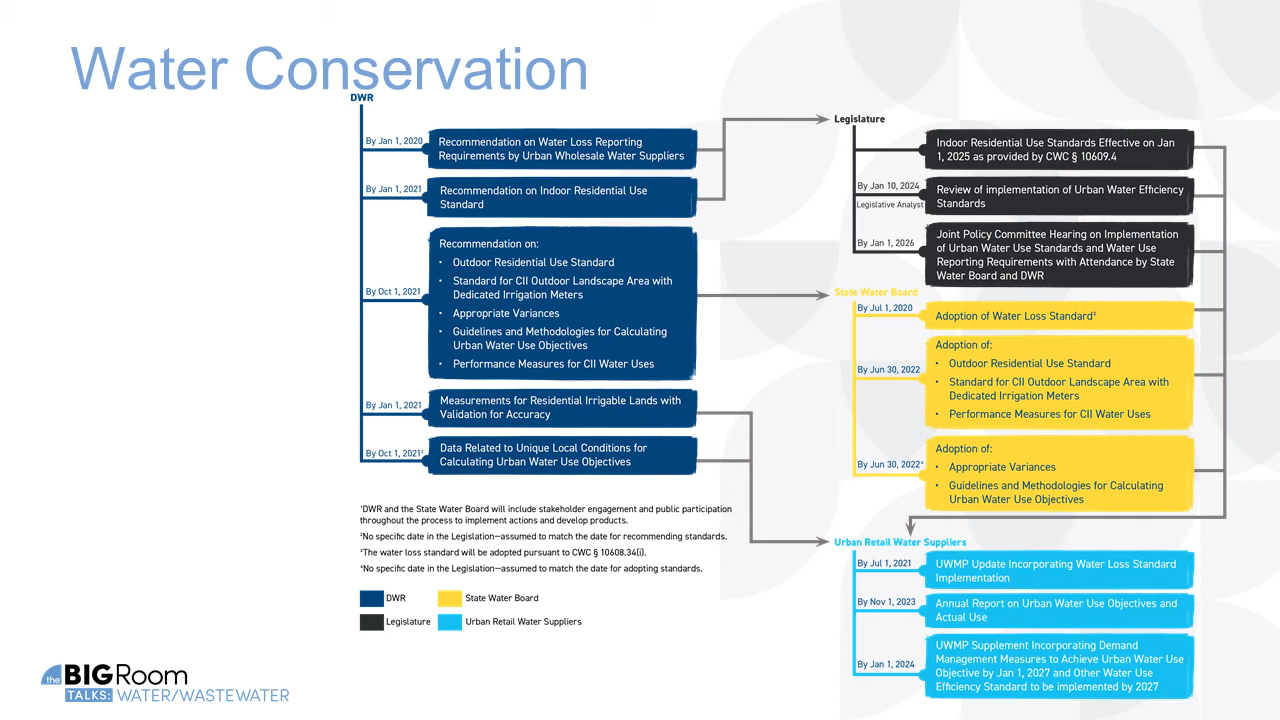 Water Conservation
DWR
By Jan 1, 2020
Recommendation on Water Loss Reporting
Requirements by Urban Wholesale Water Suppliers
By Jan 1, 2021
Recommendation on Indoor Residential Use
Standard
By Oct 1, 2021
Recommendation on:
• Outdoor Residential Use Standard
• Standard for CII Outdoor Landscape Area with
Dedicated Irrigation Meters
• Appropriate Variances
• Guidelines and Methodologies for Calculating
Urban Water Use Objectives
• Performance Measures for CII Water Uses
By Jan 1, 2021
Measurements for Residential Irrigable Lands with
Validation for Accuracy
By Oct 1, 2021²
Data Related to Unique Local Conditions for
Calculating Urban Water Use Objectives
Legislature
Indoor Residential Use Standards Effective on Jan
1, 2025 as provided by CWC § 10609.4
By Jan 10, 2024
Legislative Analyst
Review of implementation of Urban Water Efficiency
Standards
By Jan 1, 2026
Joint Policy Committee Hearing on Implementation
of Urban Water Use Standards and Water Use
Reporting Requirements with Attendance by State
Water Board and DWR
State Water Board
By Jul 1, 2020
Adoption of Water Loss Standard³
By Jun 30, 2022
Adoption of:
• Outdoor Residential Use Standard
• Standard for CII Outdoor Landscape Area with
Dedicated Irrigation Meters
• Performance Measures for CII Water Uses
By Jun 30, 2022⁴
Adoption of:
• Appropriate Variances
• Guidelines and Methodologies for Calculating
Urban Water Use Objectives
Urban Retail Water Suppliers
By Jul 1, 2021
UWMP Update Incorporating Water Loss Standard
Implementation
By Nov 1, 2023
Annual Report on Urban Water Use Objectives and
Actual Use
By Jan 1, 2024
UWMP Supplement Incorporating Demand
Management Measures to Achieve Urban Water Use
Objective by Jan 1, 2027 and Other Water Use
Efficiency Standard to be implemented by 2027
¹DWR and the State Water Board will include stakeholder engagement and public participation
throughout the process to implement actions and develop products.
²No specific date in the Legislation—assumed to match the date for recommending standards.
³The water loss standard will be adopted pursuant to CWC § 10608.34(i).
⁴No specific date in the Legislation—assumed to match the date for adopting standards.
DWR
State Water Board
Legislature
Urban Retail Water Suppliers
the BIGRoom
TALKS: WATER/WASTEWATER